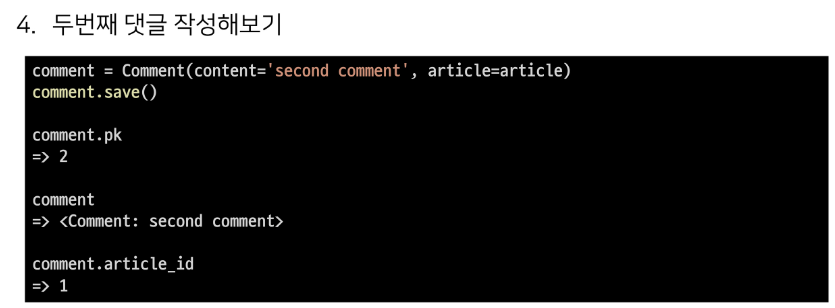 4. 두번째 댓글 작성해보기
comment = Comment(content='second comment', article=article)
comment.save()
comment.pk
=> 2
comment
=> <Comment: second comment>
comment.article_id
=> 1